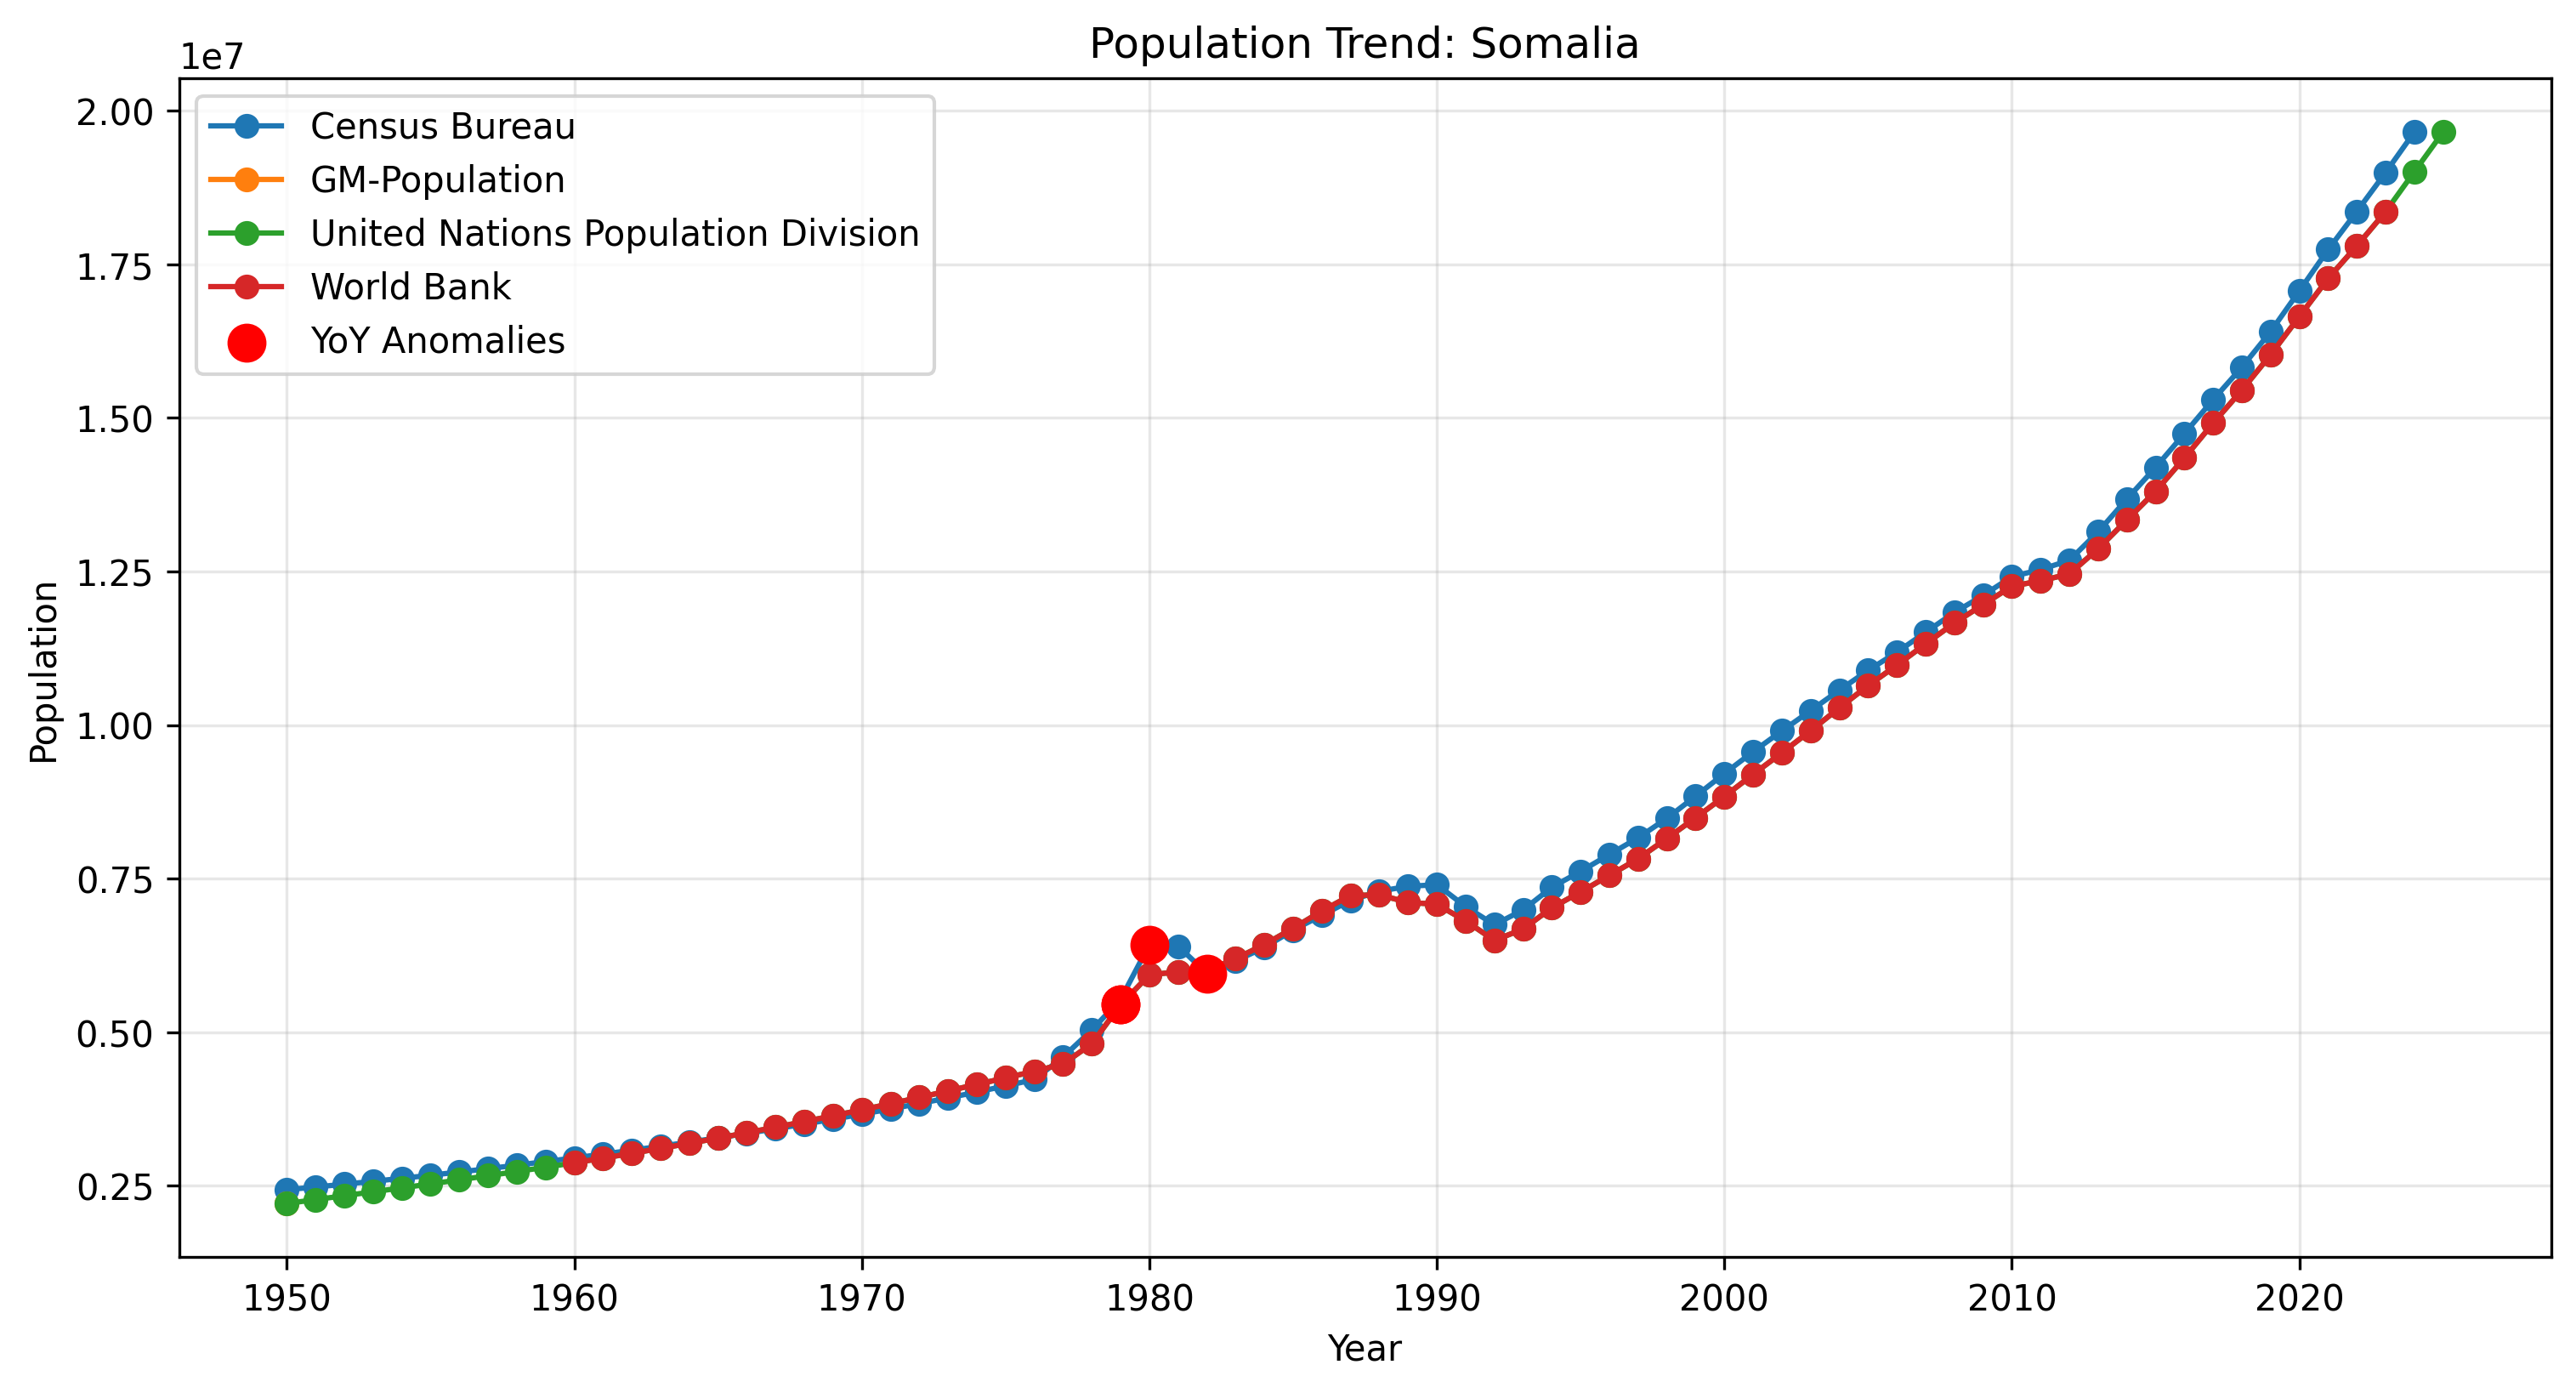 Population Trend: Somalia
1e7
2.00
1.75
1.50
1.25
1.00
0.75
0.50
0.25
Population
Census Bureau
GM-Population
United Nations Population Division
World Bank
YoY Anomalies
1950 1960 1970 1980 1990 2000 2010 2020
Year